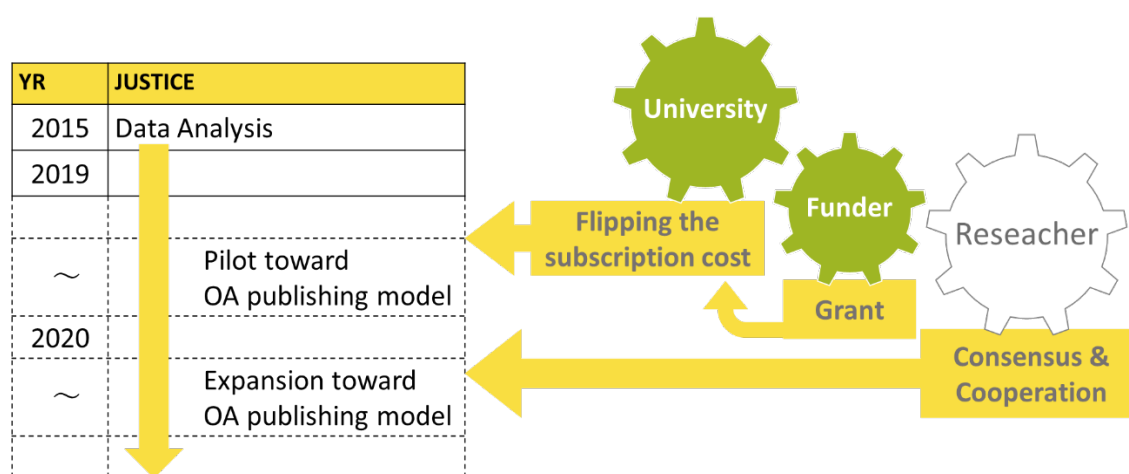 YR JUSTICE
2015 Data Analysis
2019
～ Pilot toward
OA publishing model
2020
～ Expansion toward
OA publishing model
University
Funder
Reseacher
Flipping the
subscription cost
Grant
Consensus &
Cooperation